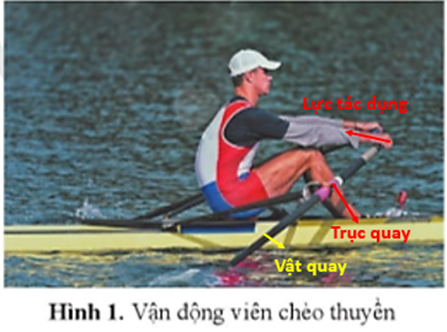 Lực tác dụng
Trục quay
Vật quay
Hình 1. Vận động viên chèo thuyền